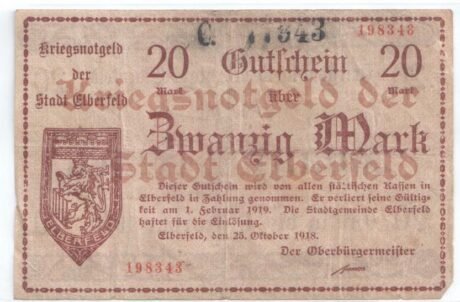 C. 17343
198343
Kriegsnotgeld
der
Stadt Elberfeld
20
Mark
Gutschein
über
20
Mark
Zwanzig Mark
Kriegsnotgeld der
Stadt Elberfeld
Dieser Gutschein wird von allen städtischen Kassen in
Elberfeld in Zahlung genommen. Er verliert seine Gültig-
keit am 1. Februar 1919. Die Stadtgemeinde Elberfeld
haftet für die Einlösung.
Elberfeld, den 25. Oktober 1918.
Der Oberbürgermeister
ELBERFELD
198343